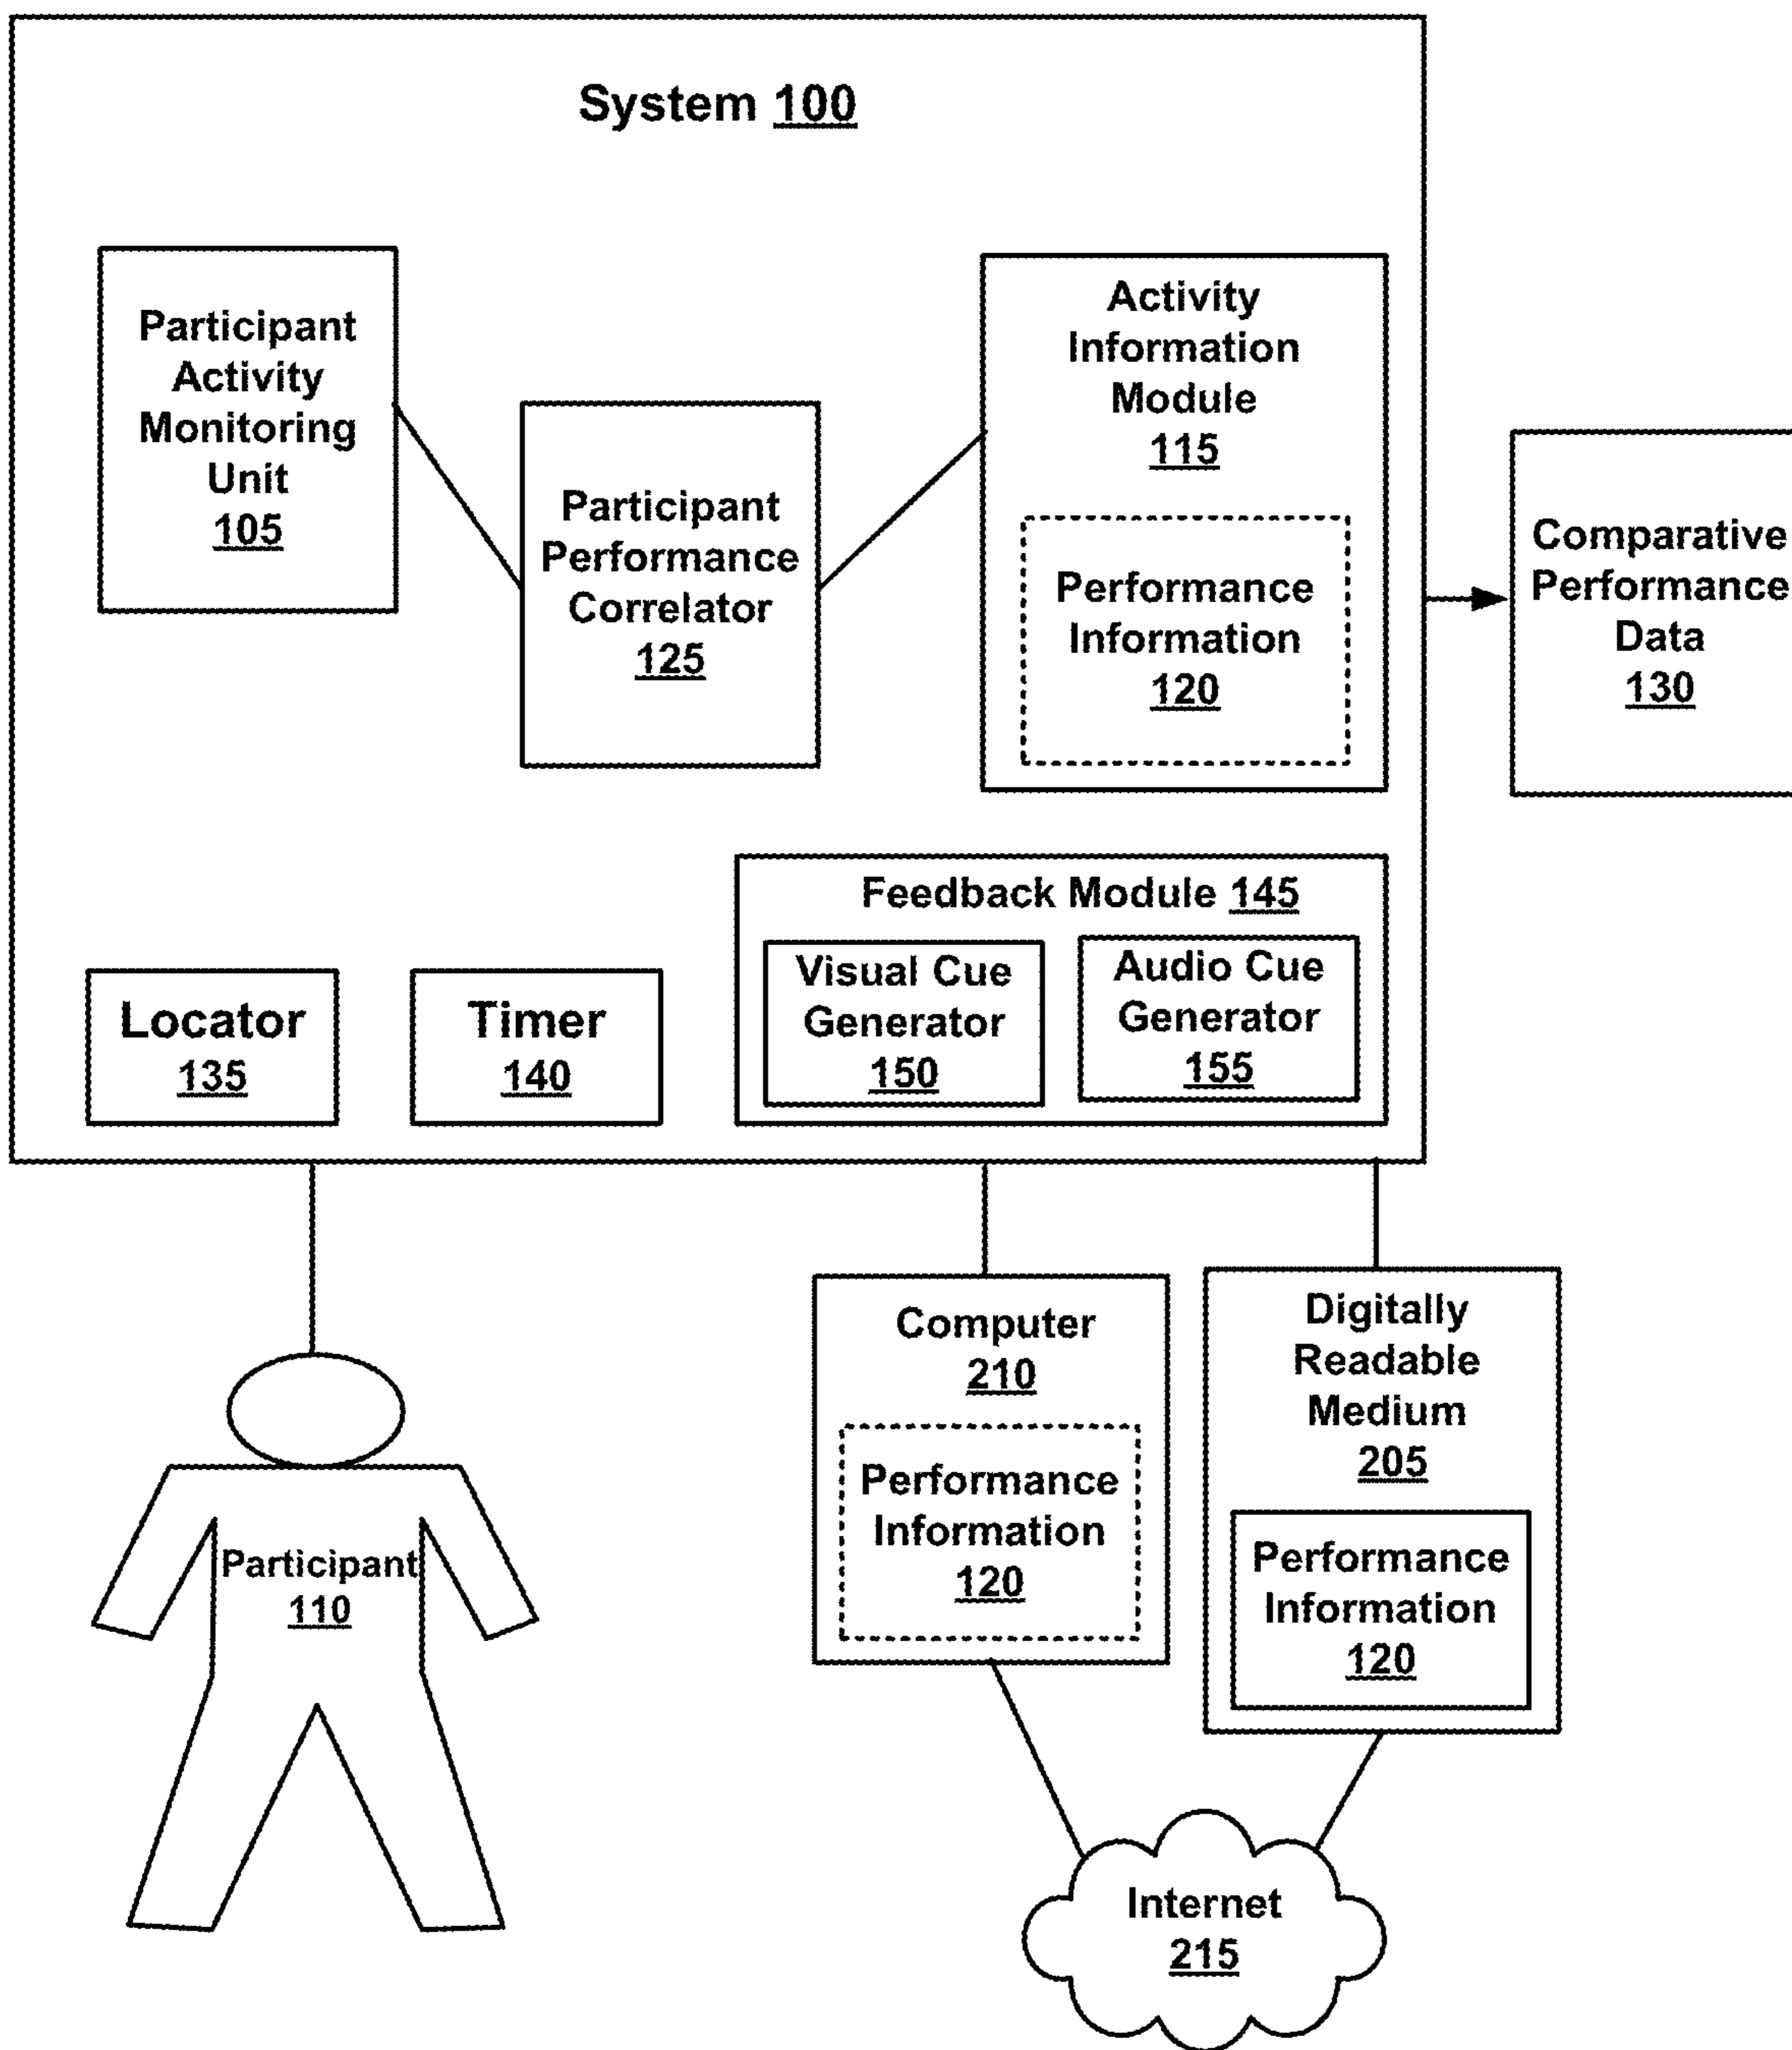 System 100
Participant
Activity
Monitoring
Unit
105
Participant
Performance
Correlator
125
Activity
Information
Module
115
Performance
Information
120
Comparative
Performance
Data
130
Locator
135
Timer
140
Feedback Module 145
Visual Cue
Generator
150
Audio Cue
Generator
155
Participant
110
Computer
210
Performance
Information
120
Digitally
Readable
Medium
205
Performance
Information
120
Internet
215